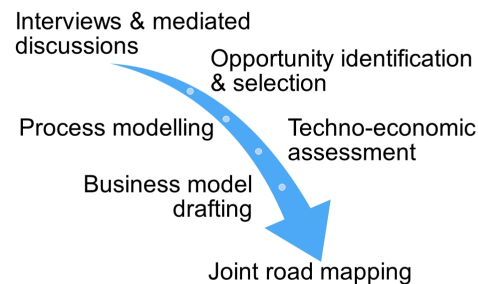 Interviews & mediated
discussions
Opportunity identification
& selection
Process modelling
Techno-economic
assessment
Business model
drafting
Joint road mapping